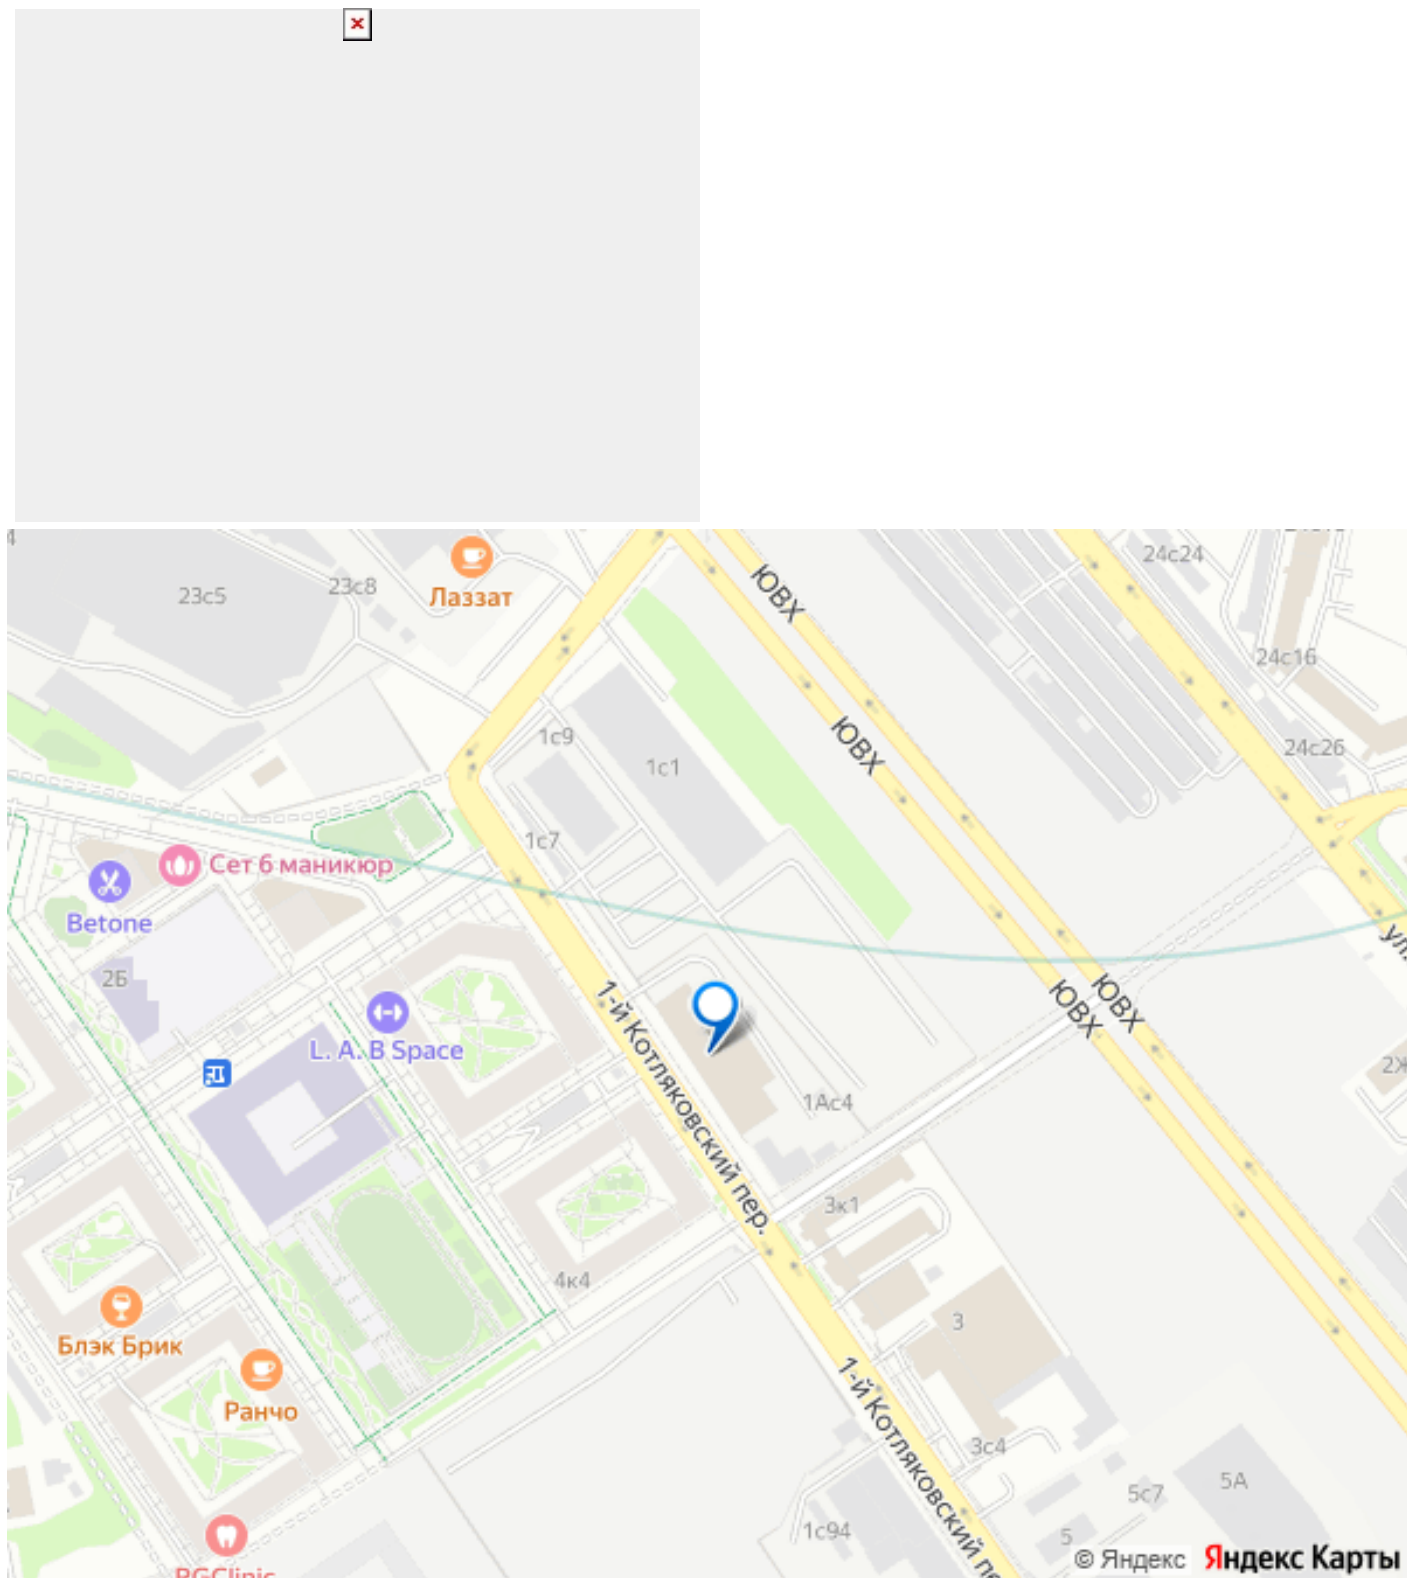 24с24
23с5
23с8
Лаззат
ЮВХ
24с16
1с9
1с1
ЮВХ
24с26
1с7
Сет 6 маникюр
Betone
2Б
1-й Котляковский пер.
ЮВХ
ЮВХ
L. A. B Space
1Ас4
2Ж
3к1
4к4
Блэк Брик
3
Ранчо
1-й Котляковский пе
3с4
5А
5с7
1с94
5
© Яндекс
Яндекс Карты